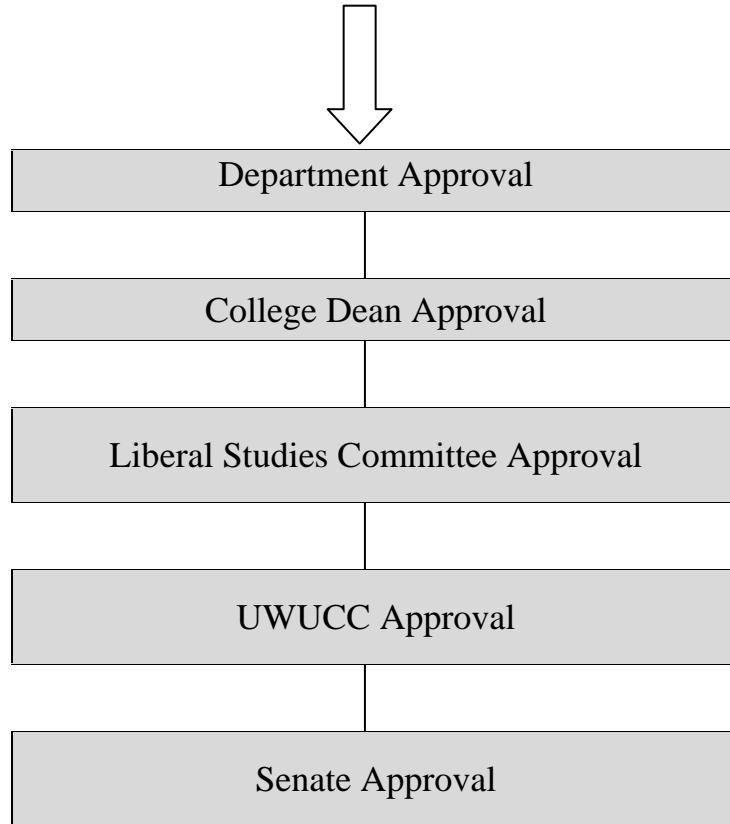 Department Approval
College Dean Approval
Liberal Studies Committee Approval
UWUCC Approval
Senate Approval